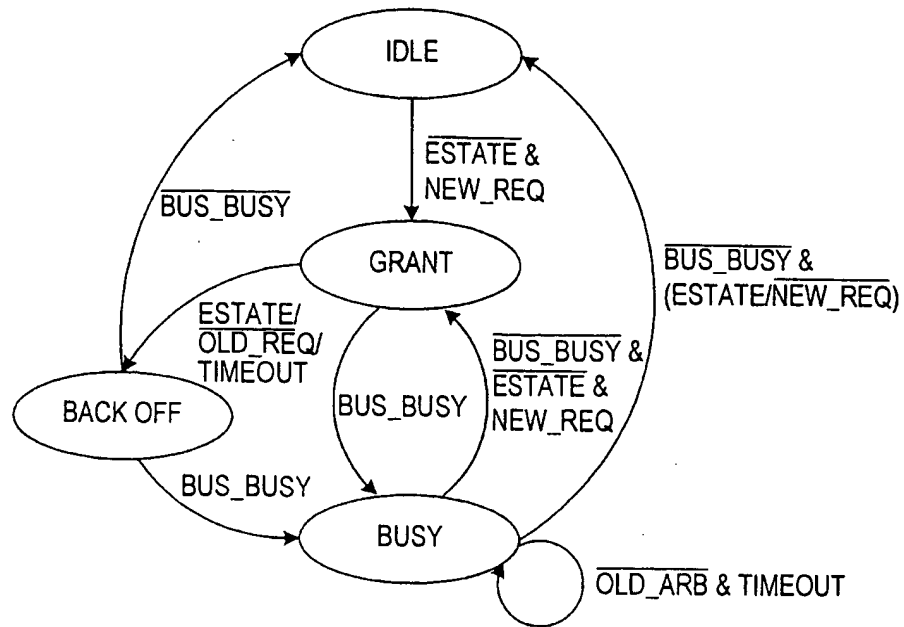 IDLE
ESTATE &
NEW_REQ
BUS_BUSY
GRANT
BUS_BUSY &
(ESTATE/NEW_REQ)
ESTATE/
OLD_REQ/
TIMEOUT
BUS_BUSY &
ESTATE &
NEW_REQ
BACK OFF
BUS_BUSY
BUS_BUSY
BUSY
OLD_ARB & TIMEOUT